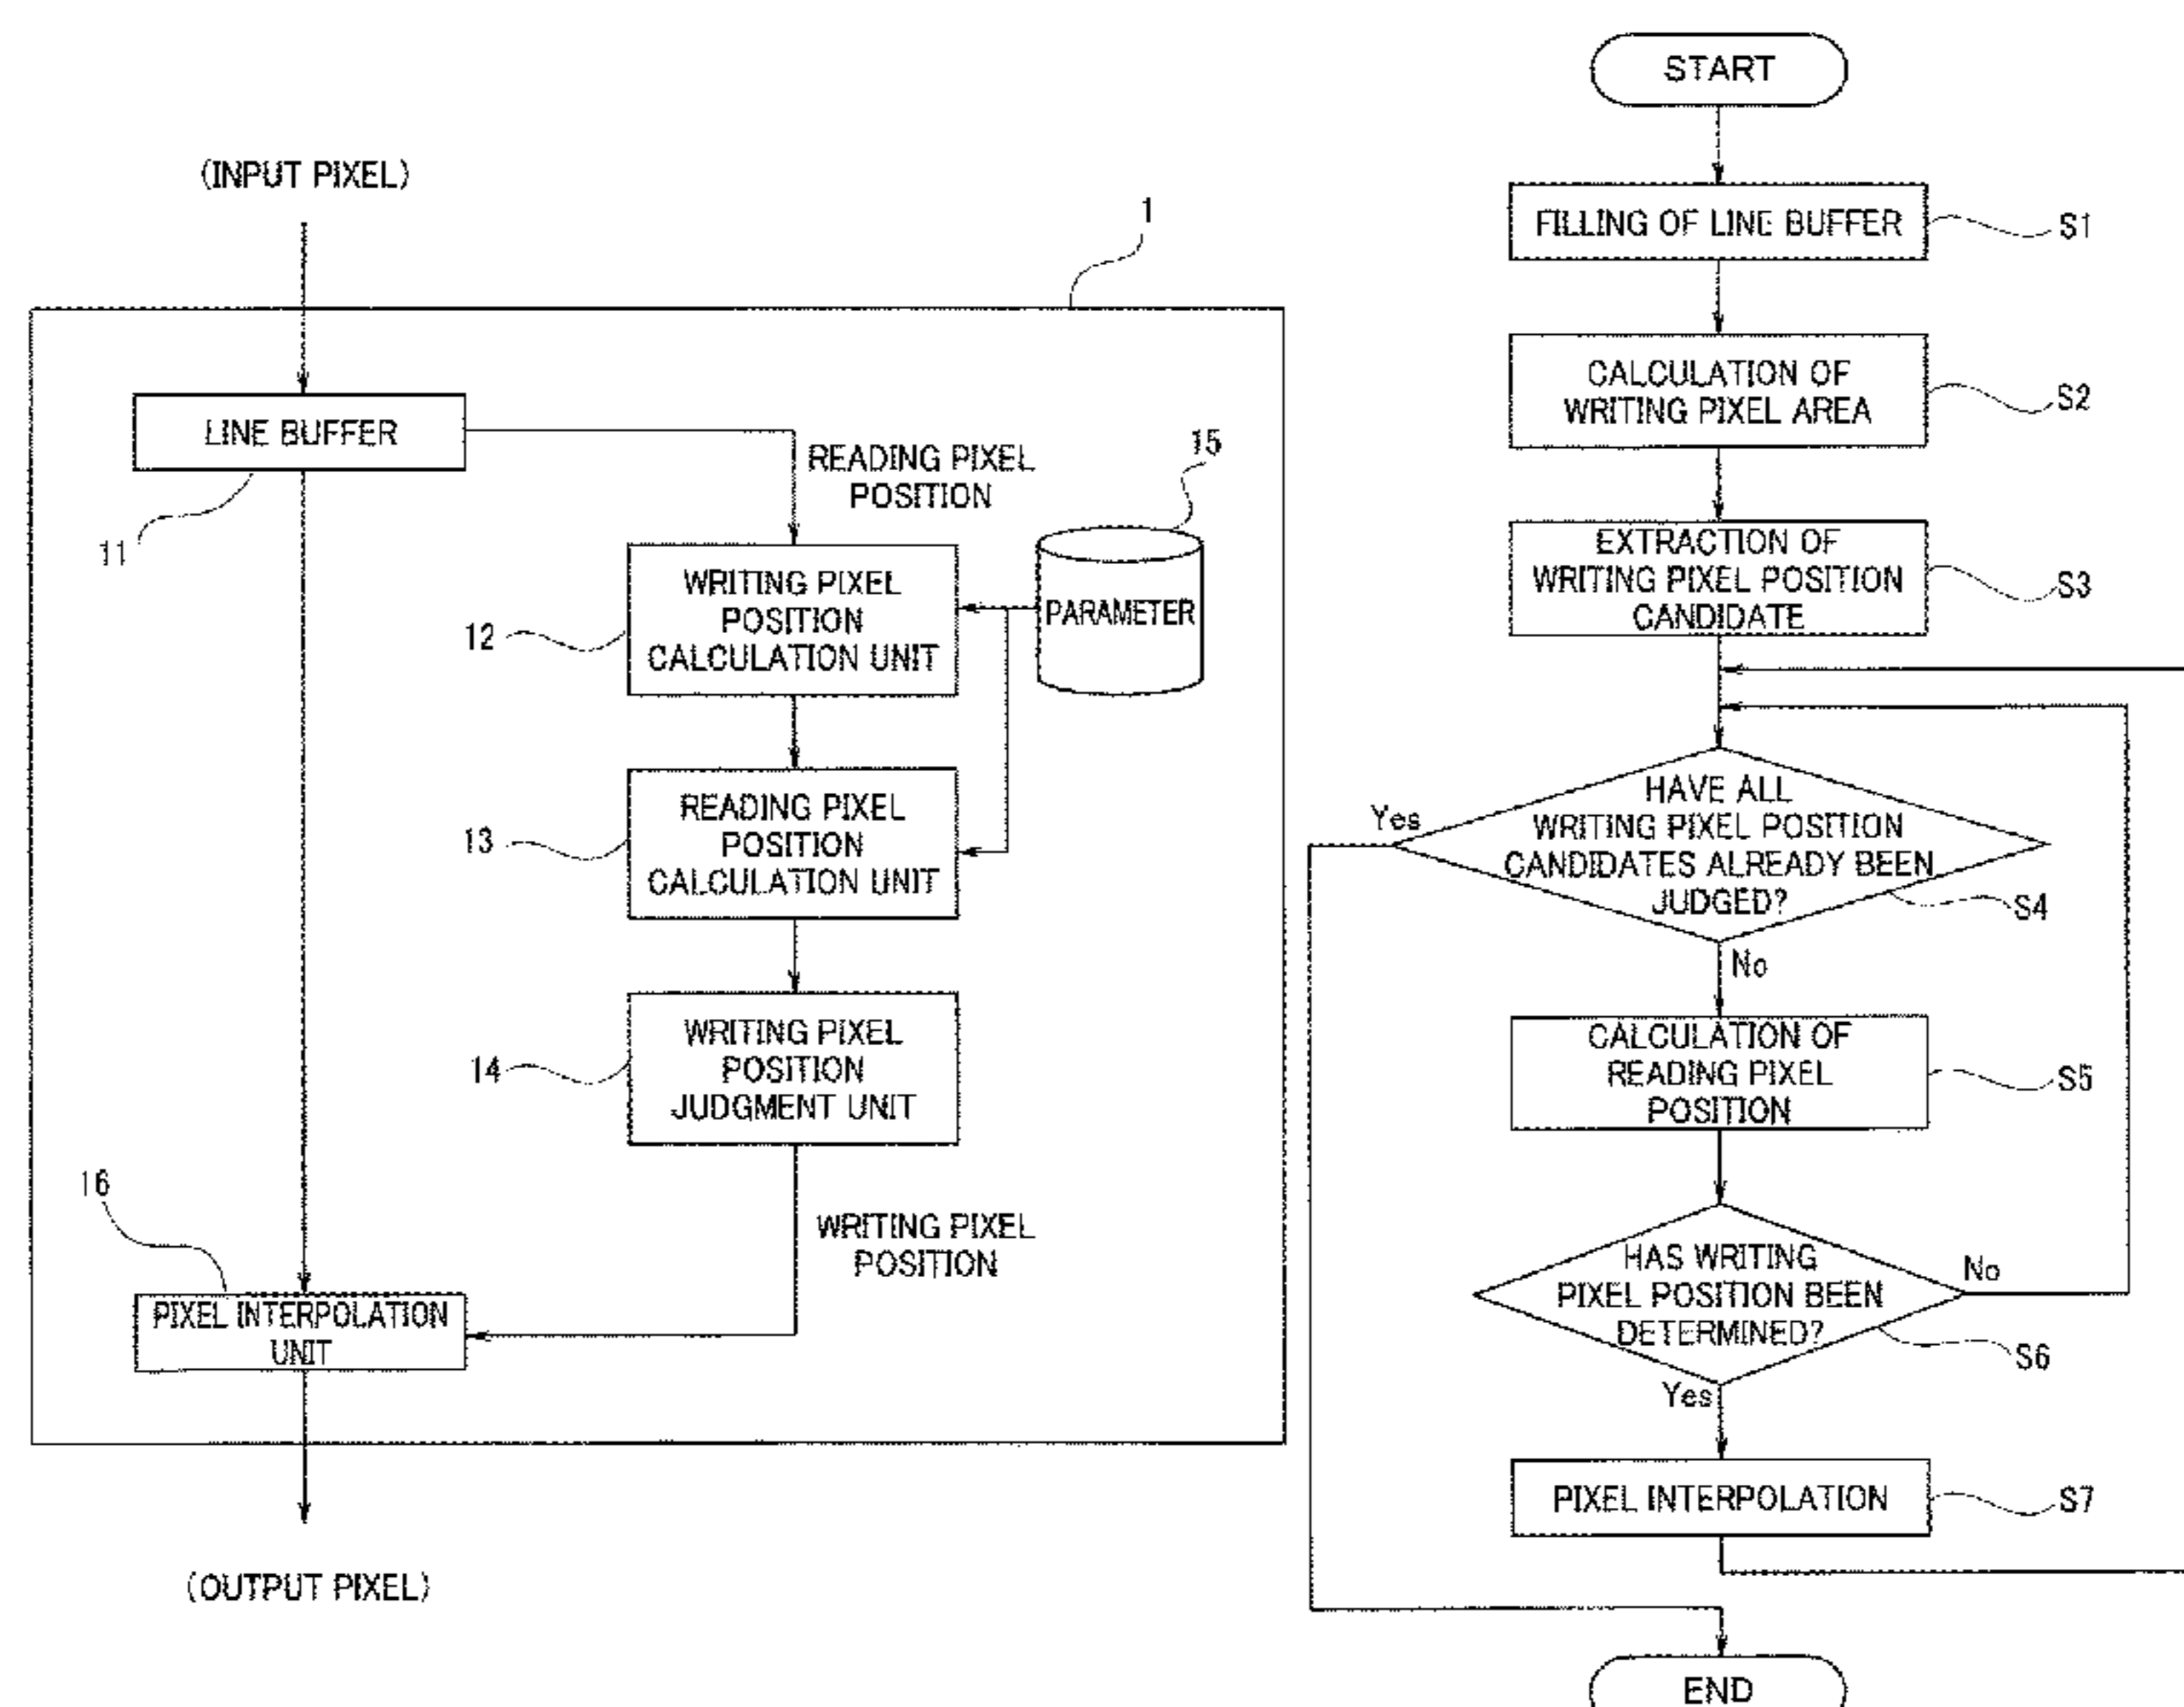 (INPUT PIXEL)
1
LINE BUFFER
11
READING PIXEL
POSITION
15
PARAMETER
WRITING PIXEL
POSITION
CALCULATION UNIT
12
READING PIXEL
POSITION
CALCULATION UNIT
13
WRITING PIXEL
POSITION
JUDGMENT UNIT
14
WRITING PIXEL
POSITION
16
PIXEL INTERPOLATION
UNIT
(OUTPUT PIXEL)
START
FILLING OF LINE BUFFER
S1
CALCULATION OF
WRITING PIXEL AREA
S2
EXTRACTION OF
WRITING PIXEL POSITION
CANDIDATE
S3
HAVE ALL
WRITING PIXEL POSITION
CANDIDATES ALREADY BEEN
JUDGED?
Yes
S4
No
CALCULATION OF
READING PIXEL
POSITION
S5
HAS WRITING
PIXEL POSITION BEEN
DETERMINED?
No
S6
Yes
PIXEL INTERPOLATION
S7
END